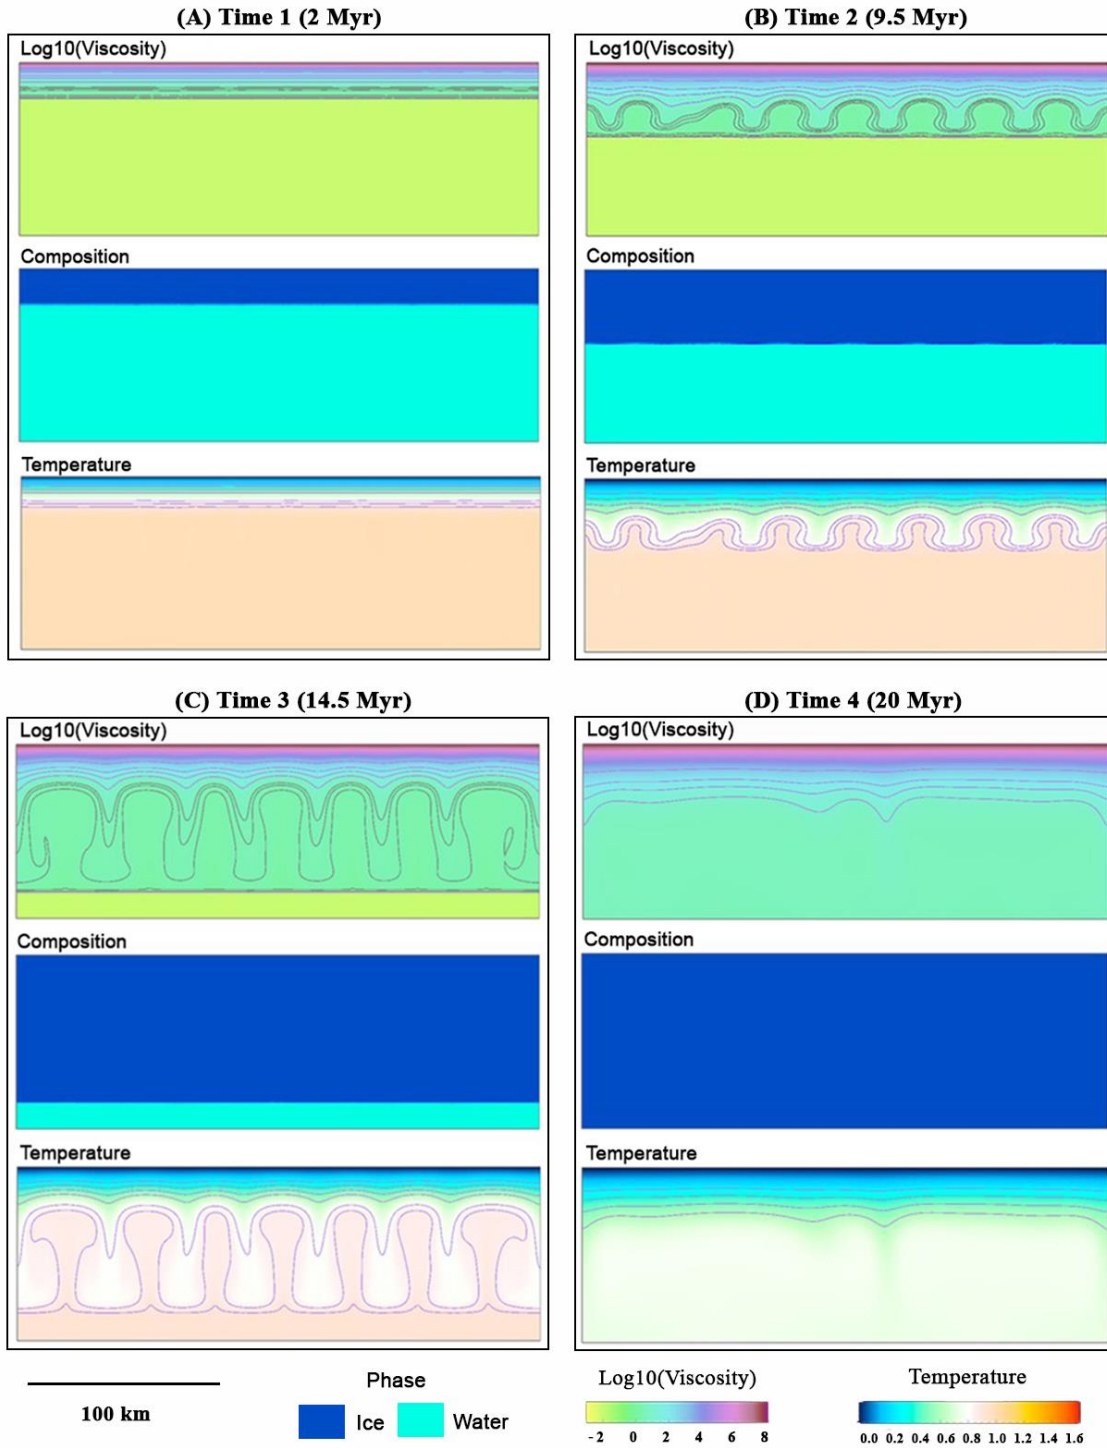 (A) Time 1 (2 Myr)
Log10(Viscosity)
Composition
Temperature
(B) Time 2 (9.5 Myr)
Log10(Viscosity)
Composition
Temperature
(C) Time 3 (14.5 Myr)
Log10(Viscosity)
Composition
Temperature
(D) Time 4 (20 Myr)
Log10(Viscosity)
Composition
Temperature
100 km
Phase
Ice Water
Log10(Viscosity)
-2 0 2 4 6 8
Temperature
0.0 0.2 0.4 0.6 0.8 1.0 1.2 1.4 1.6